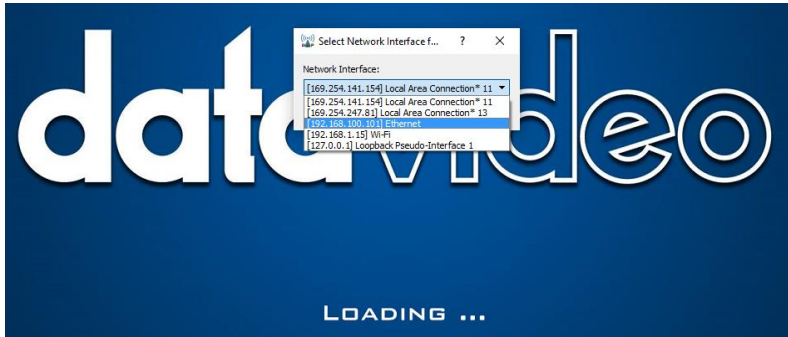 Select Network Interface f... ? ×
Network Interface:
[169.254.141.154] Local Area Connection* 11
[169.254.141.154] Local Area Connection* 11
[169.254.247.81] Local Area Connection* 13
[192.168.100.101] Ethernet
[192.168.1.15] Wi-Fi
[127.0.0.1] Loopback Pseudo-Interface 1
datavideo
LOADING ...